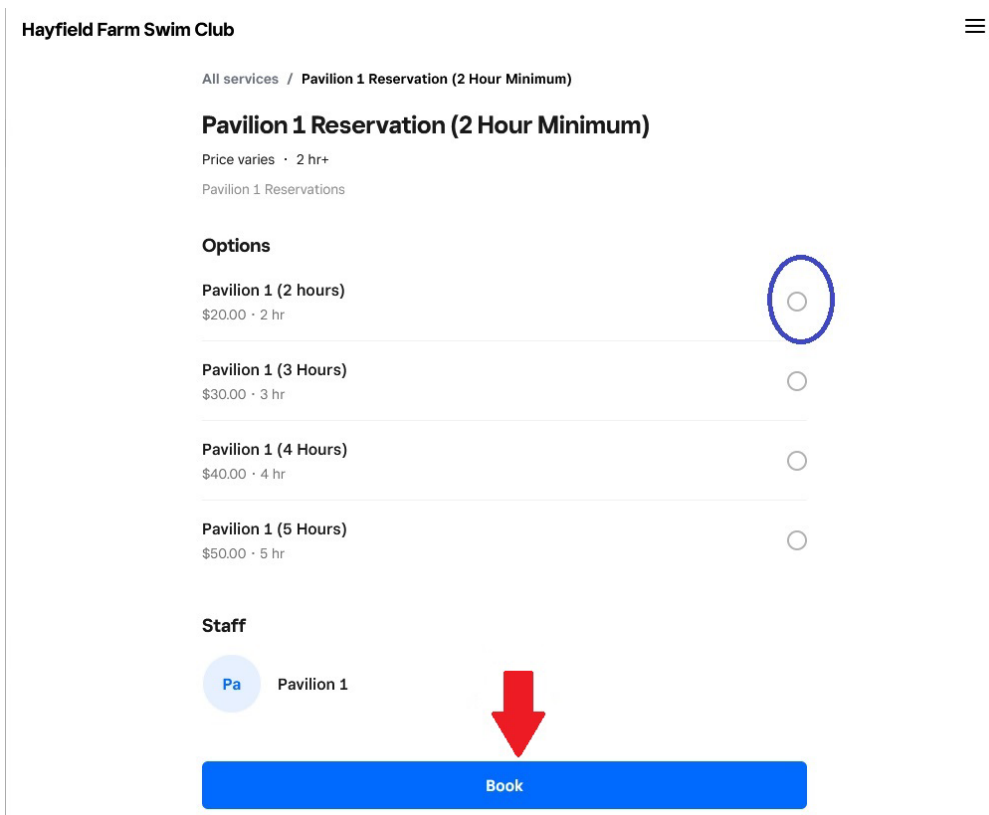 Hayfield Farm Swim Club
All services / Pavilion 1 Reservation (2 Hour Minimum)
Pavilion 1 Reservation (2 Hour Minimum)
Price varies · 2 hr+
Pavilion 1 Reservations
Options
Pavilion 1 (2 hours)
$20.00 · 2 hr
Pavilion 1 (3 Hours)
$30.00 · 3 hr
Pavilion 1 (4 Hours)
$40.00 · 4 hr
Pavilion 1 (5 Hours)
$50.00 · 5 hr
Staff
Pa Pavilion 1
Book